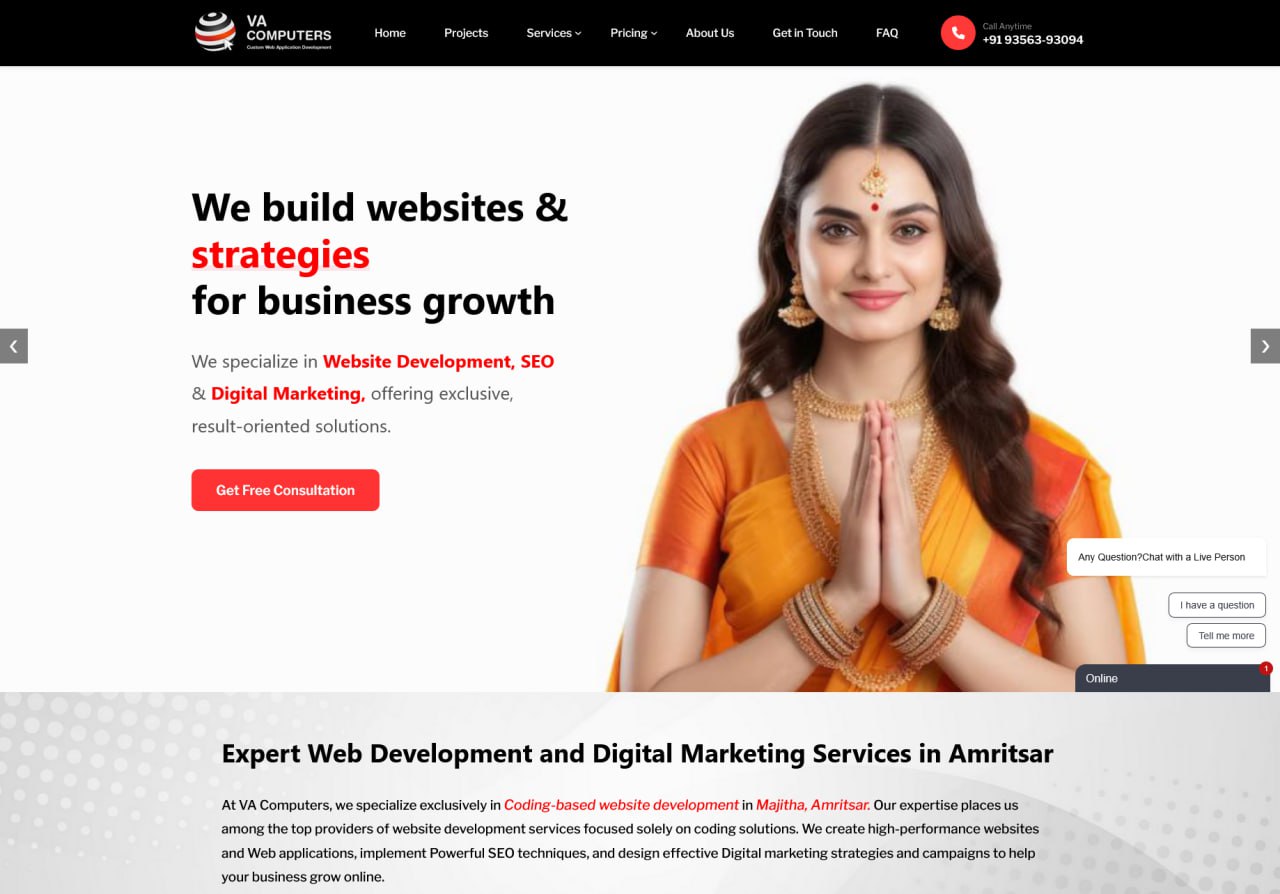 VA
COMPUTERS
Custom Web Application Development
Home
Projects
Services
Pricing
About Us
Get in Touch
FAQ
Call Anytime
+91 93563-93094
We build websites &
strategies
for business growth
We specialize in Website Development, SEO
& Digital Marketing, offering exclusive,
result-oriented solutions.
Get Free Consultation
Any Question?Chat with a Live Person
I have a question
Tell me more
1
Online
Expert Web Development and Digital Marketing Services in Amritsar
At VA Computers, we specialize exclusively in Coding-based website development in Majitha, Amritsar. Our expertise places us
among the top providers of website development services focused solely on coding solutions. We create high-performance websites
and Web applications, implement Powerful SEO techniques, and design effective Digital marketing strategies and campaigns to help
your business grow online.